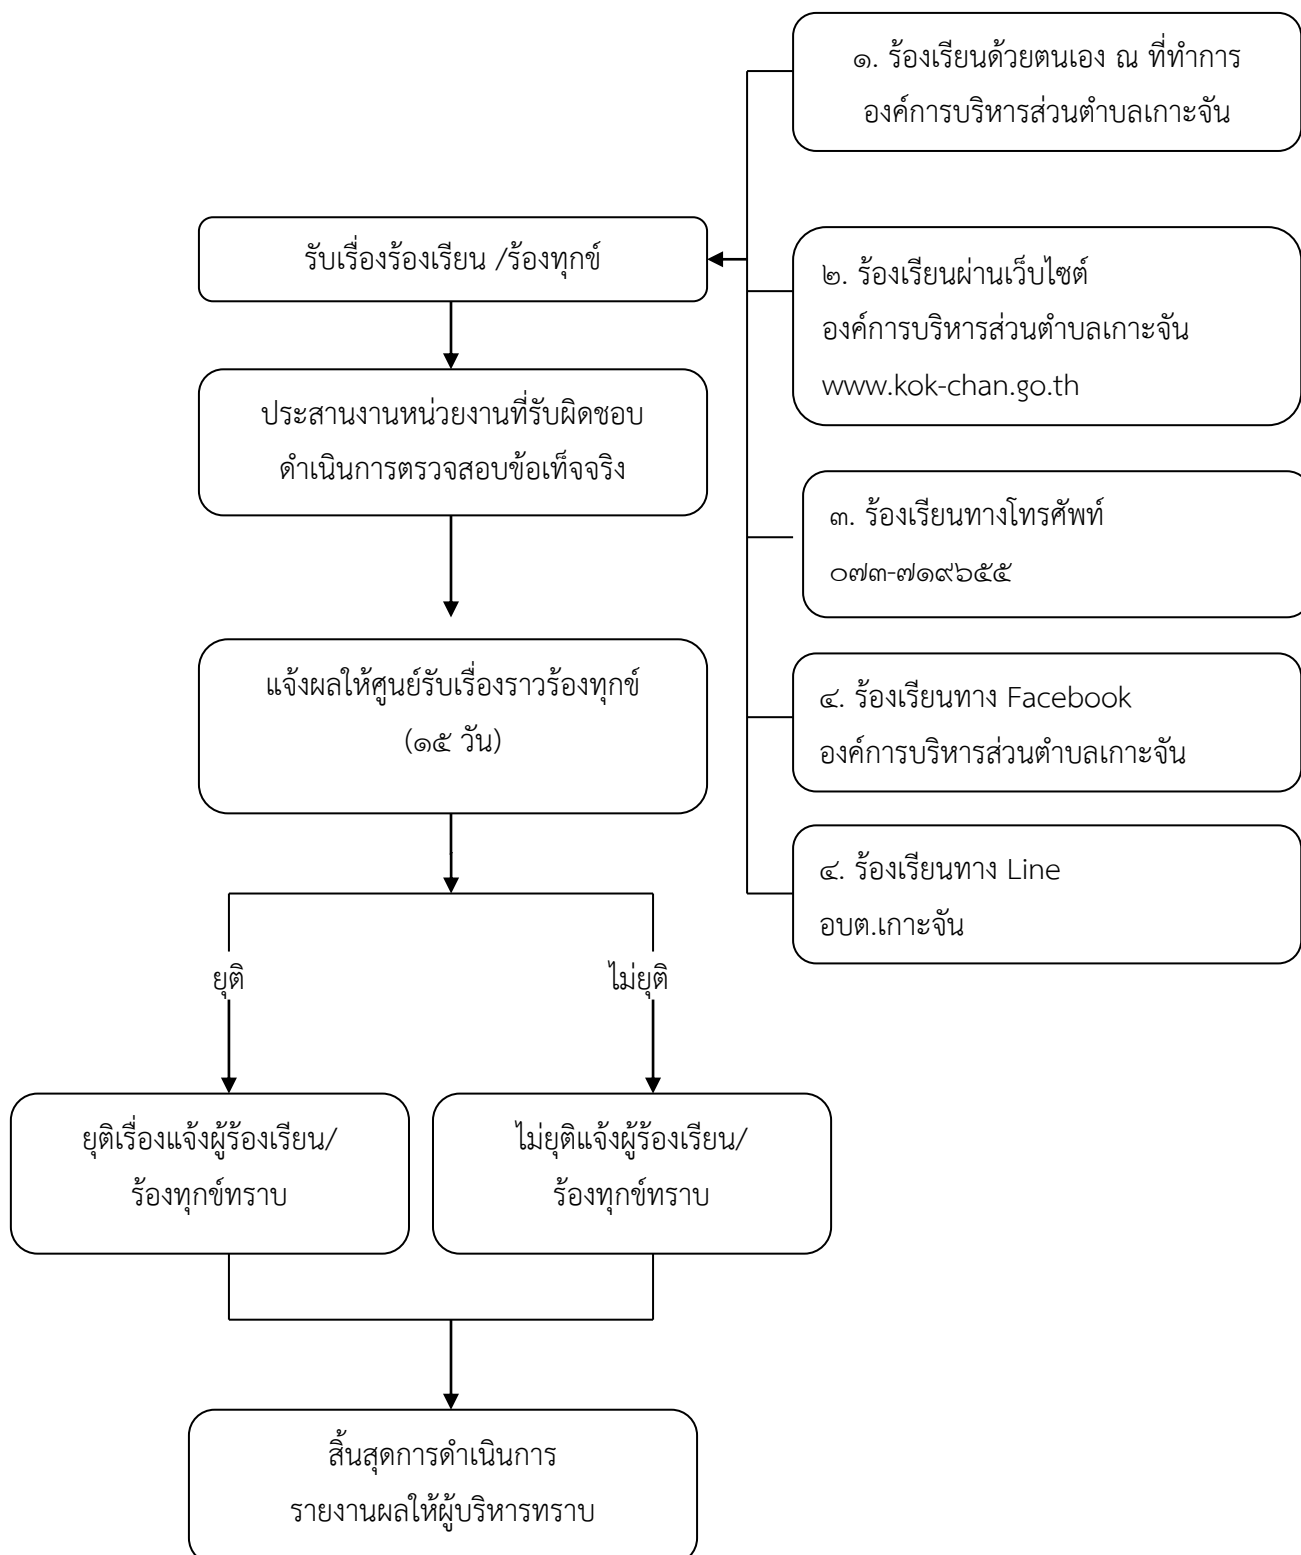 ๑. ร้องเรียนด้วยตนเอง ณ ที่ทำการ
องค์การบริหารส่วนตำบลเกาะจัน
รับเรื่องร้องเรียน /ร้องทุกข์
๒. ร้องเรียนผ่านเว็บไซต์
องค์การบริหารส่วนตำบลเกาะจัน
www.kok-chan.go.th
ประสานงานหน่วยงานที่รับผิดชอบ
ดำเนินการตรวจสอบข้อเท็จจริง
๓. ร้องเรียนทางโทรศัพท์
๐๗๓-๗๑๙๖๕๕
แจ้งผลให้ศูนย์รับเรื่องราวร้องทุกข์
(๑๕ วัน)
๔. ร้องเรียนทาง Facebook
องค์การบริหารส่วนตำบลเกาะจัน
๔. ร้องเรียนทาง Line
อบต.เกาะจัน
ยุติ
ไม่ยุติ
ยุติเรื่องแจ้งผู้ร้องเรียน/
ร้องทุกข์ทราบ
ไม่ยุติแจ้งผู้ร้องเรียน/
ร้องทุกข์ทราบ
สิ้นสุดการดำเนินการ
รายงานผลให้ผู้บริหารทราบ